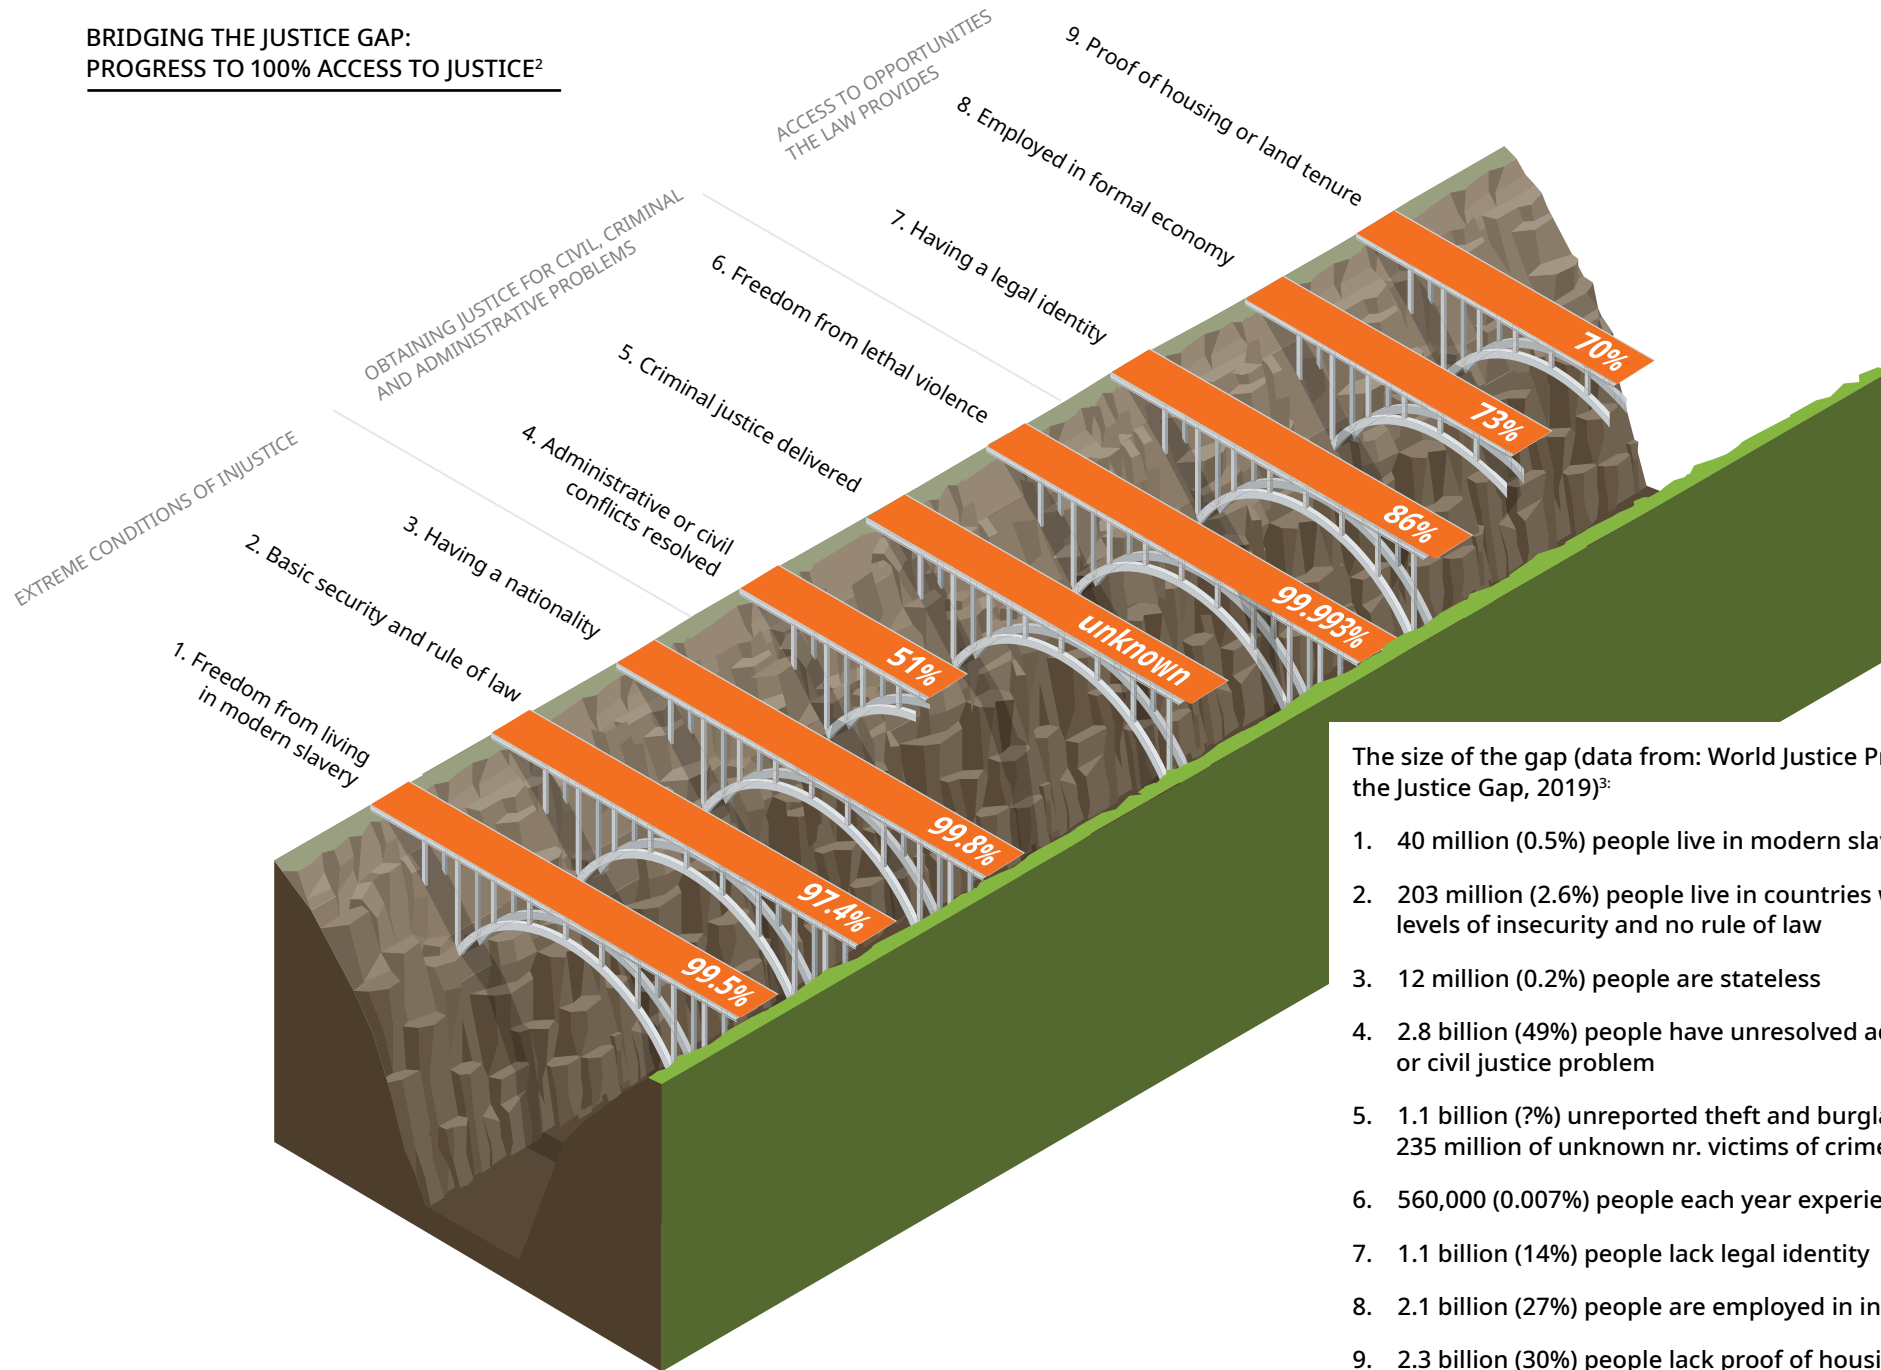 BRIDGING THE JUSTICE GAP:
PROGRESS TO 100% ACCESS TO JUSTICE²
EXTREME CONDITIONS OF INJUSTICE
1. Freedom from living
in modern slavery
2. Basic security and rule of law
3. Having a nationality
OBTAINING JUSTICE FOR CIVIL, CRIMINAL
AND ADMINISTRATIVE PROBLEMS
4. Administrative or civil
conflicts resolved
5. Criminal justice delivered
6. Freedom from lethal violence
ACCESS TO OPPORTUNITIES
THE LAW PROVIDES
7. Having a legal identity
8. Employed in formal economy
9. Proof of housing or land tenure
99.5%
97.4%
99.8%
51%
unknown
99.993%
86%
73%
70%
The size of the gap (data from: World Justice
the Justice Gap, 2019)³:
1. 40 million (0.5%) people live in modern
2. 203 million (2.6%) people live in countries
levels of insecurity and no rule of law
3. 12 million (0.2%) people are stateless
4. 2.8 billion (49%) people have unresolved
or civil justice problem
5. 1.1 billion (?%) unreported theft and
235 million of unknown nr. victims of crime
6. 560,000 (0.007%) people each year
7. 1.1 billion (14%) people lack legal identity
8. 2.1 billion (27%) people are employed in
9. 2.3 billion (30%) people lack proof of